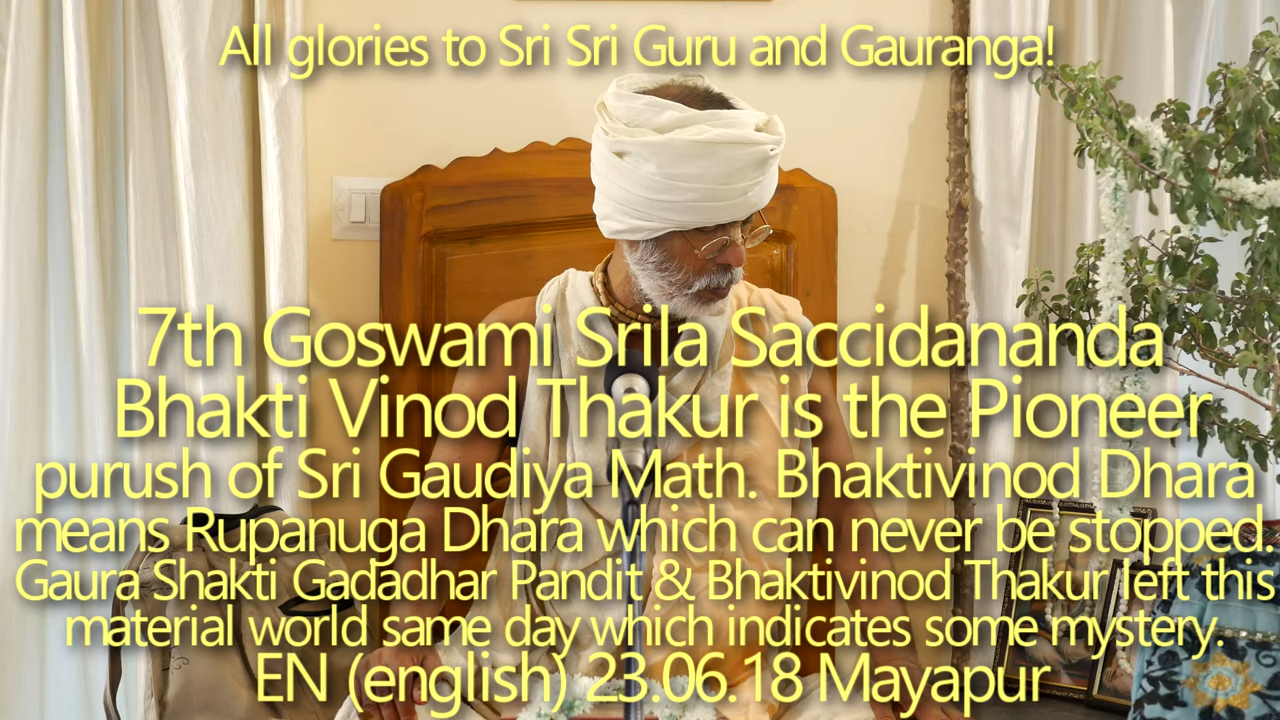 All glories to Sri Sri Guru and Gauranga!
7th Goswami Srila Saccidananda
Bhakti Vinod Thakur is the Pioneer
purush of Sri Gaudiya Math. Bhaktivinod Dhara
means Rupanuga Dhara which can never be stopped.
Gaura Shakti Gadadhar Pandit & Bhaktivinod Thakur left this
material world same day which indicates some mystery.
EN (english) 23.06.18 Mayapur